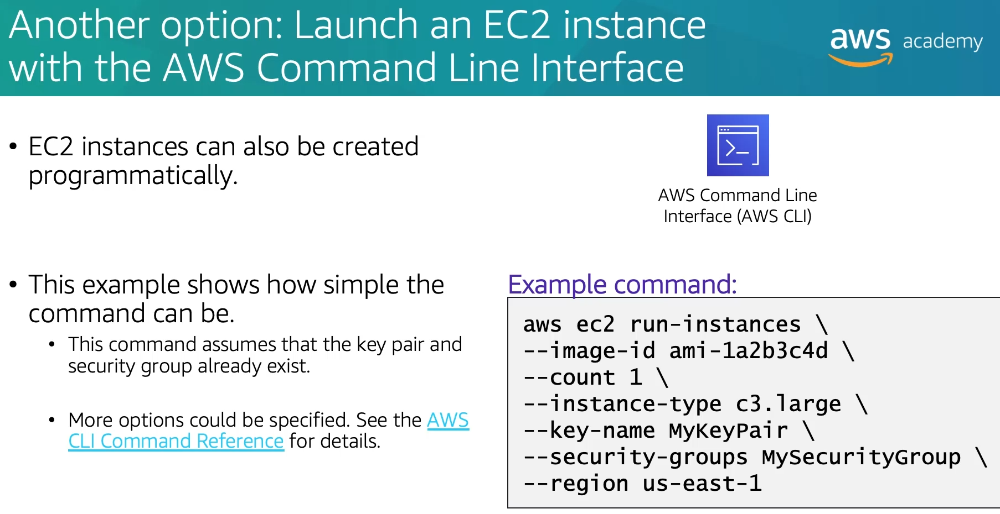 Another option: Launch an EC2 instance
with the AWS Command Line Interface
aws academy
• EC2 instances can also be created
programmatically.
AWS Command Line
Interface (AWS CLI)
• This example shows how simple the
command can be.
• This command assumes that the key pair and
security group already exist.
• More options could be specified. See the AWS
CLI Command Reference for details.
Example command:
aws ec2 run-instances \
--image-id ami-1a2b3c4d \
--count 1 \
--instance-type c3.large \
--key-name MyKeyPair \
--security-groups MySecurityGroup \
--region us-east-1